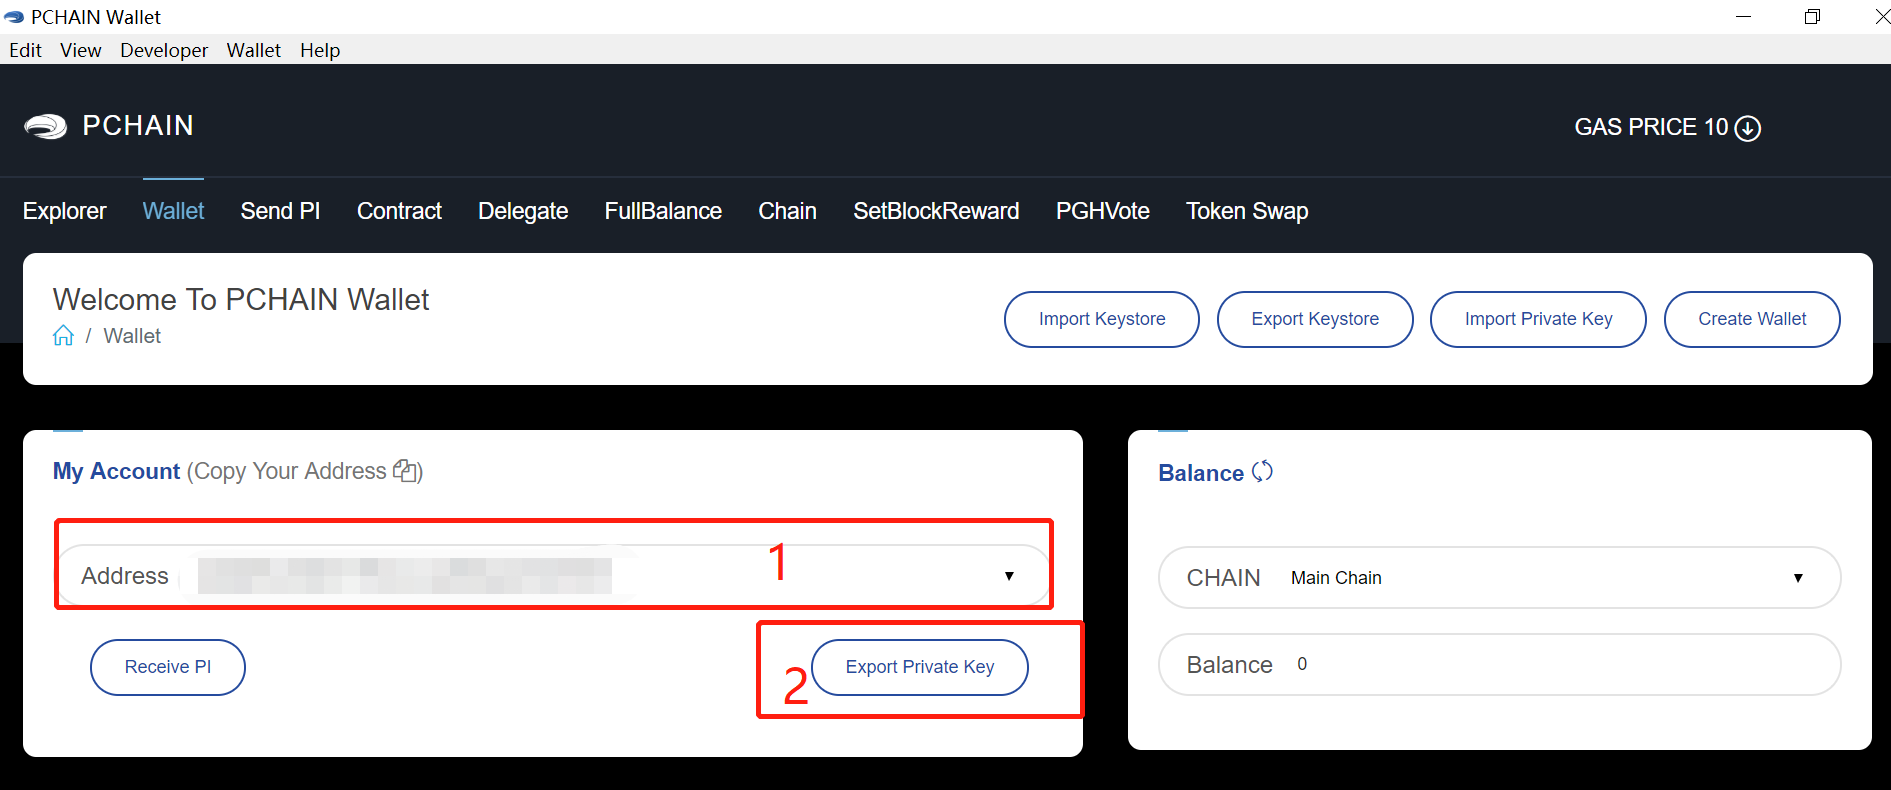 PCHAIN Wallet
Edit View Developer Wallet Help
PCHAIN
GAS PRICE 10
Explorer Wallet Send PI Contract Delegate FullBalance Chain SetBlockReward PGHVote Token Swap
Welcome To PCHAIN Wallet
/ Wallet
Import Keystore Export Keystore Import Private Key Create Wallet
My Account (Copy Your Address )
Address
1
Receive PI
2
Export Private Key
Balance
CHAIN Main Chain
Balance 0